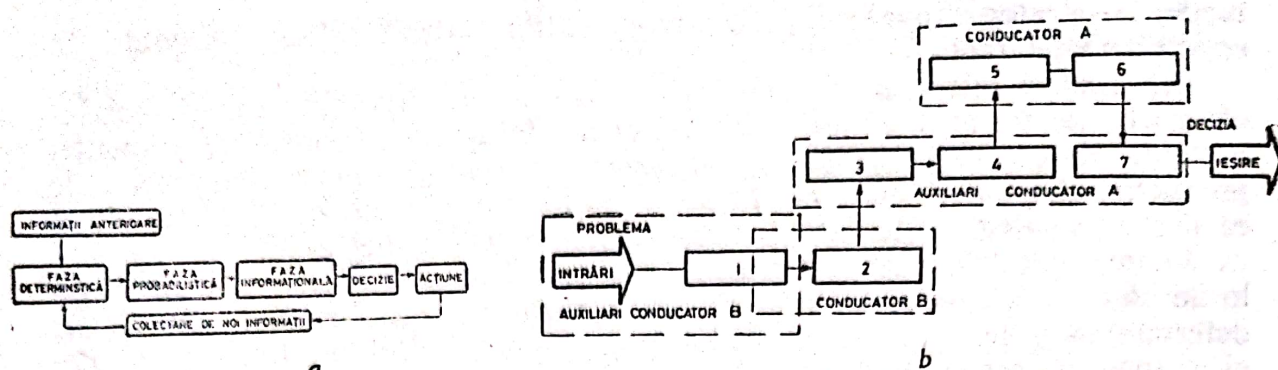 INFORMAȚII ANTERIOARE
FAZA
DETERMINSTICĂ
FAZA
PROBABILISTICĂ
FAZA
INFORMAȚIONALĂ
DECIZIE
ACȚIUNE
COLECTARE DE NOI INFORMAȚII
a
CONDUCATOR A
5
6
DECIZIA
3
4
7
IEȘIRE
AUXILIARI CONDUCATOR A
PROBLEMA
INTRĂRI
1
2
CONDUCATOR B
AUXILIARI CONDUCATOR B
b